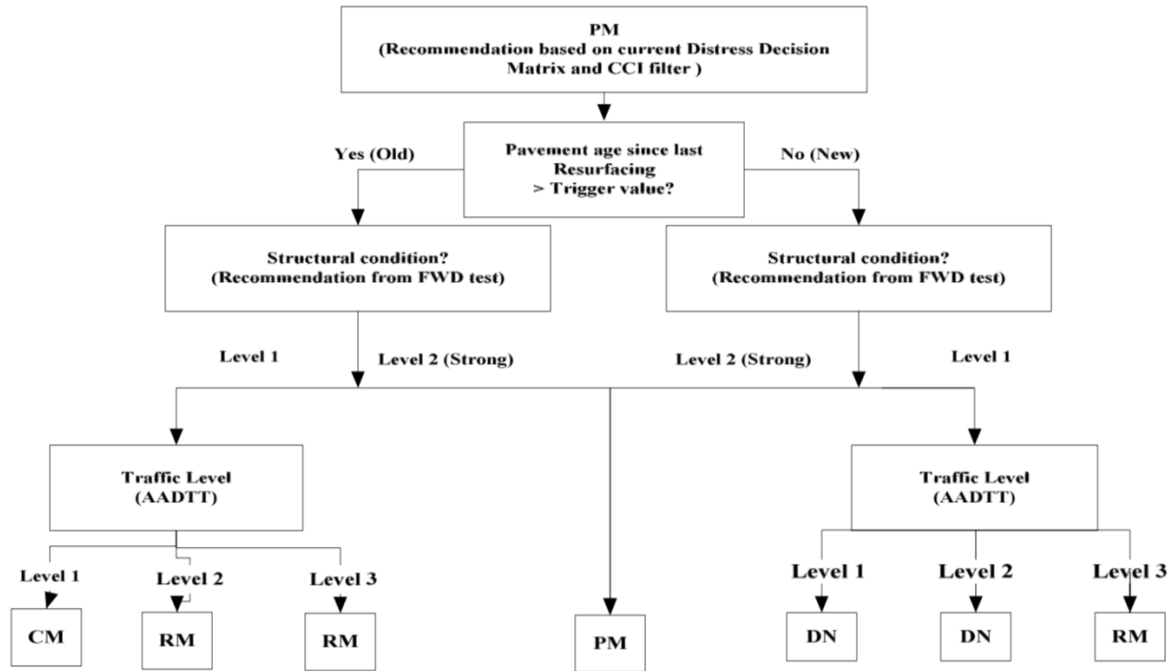 PM
(Recommendation based on current Distress Decision
Matrix and CCI filter )
Yes (Old)
Pavement age since last
Resurfacing
> Trigger value?
No (New)
Structural condition?
(Recommendation from FWD test)
Structural condition?
(Recommendation from FWD test)
Level 1
Level 2 (Strong)
Level 2 (Strong)
Level 1
Traffic Level
(AADTT)
Traffic Level
(AADTT)
Level 1
Level 2
Level 3
Level 1
Level 2
Level 3
CM
RM
RM
PM
DN
DN
RM